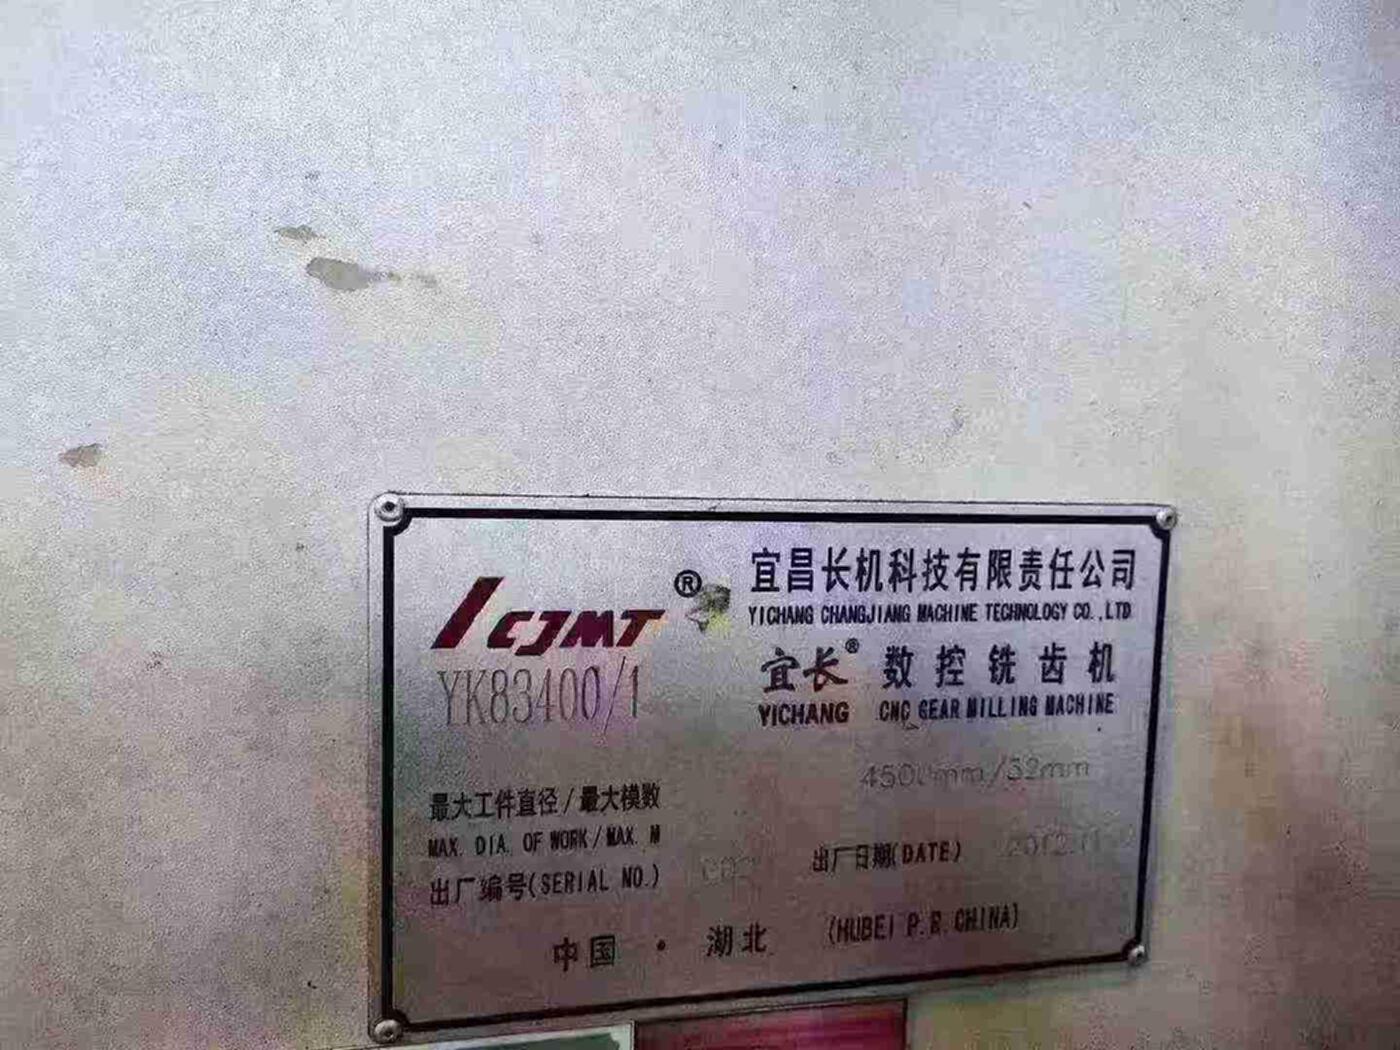 CJMT®
YK83400/1
宜昌长机科技有限责任公司
YICHANG CHANGJIANG MACHINE TECHNOLOGY CO.,LTD
宜长® 数控铣齿机
YICHANG CNC GEAR MILLING MACHINE
4500mm/32mm
最大工件直径/最大模数
MAX. DIA. OF WORK/MAX. M
出厂编号(SERIAL NO.)
出厂日期(DATE) 2012.11
中国·湖北 (HUBEI P.R.CHINA)